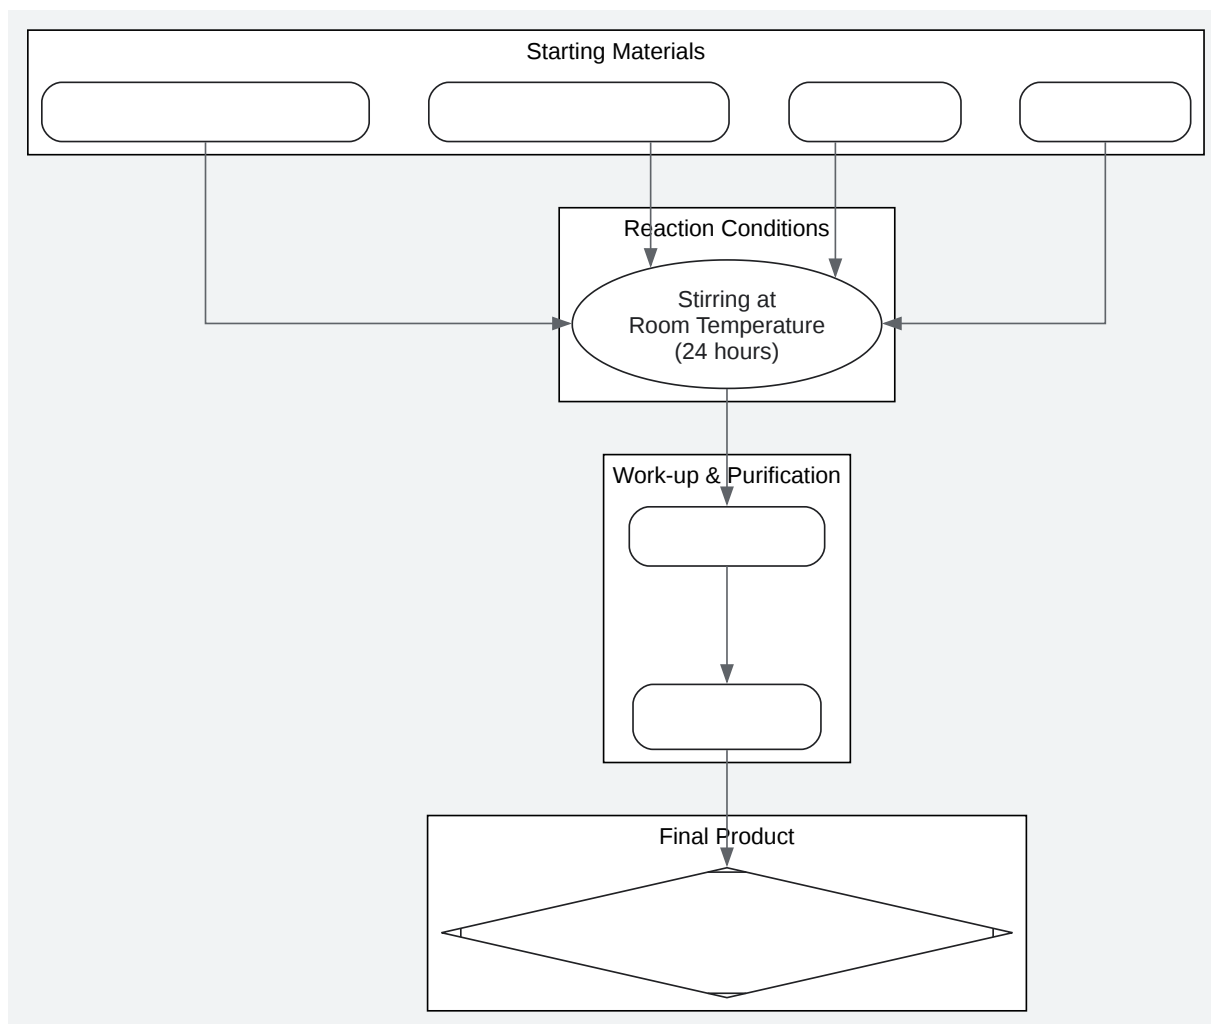 Starting Materials
Reaction Conditions
Stirring at
Room Temperature
(24 hours)
Work-up & Purification
Final Product